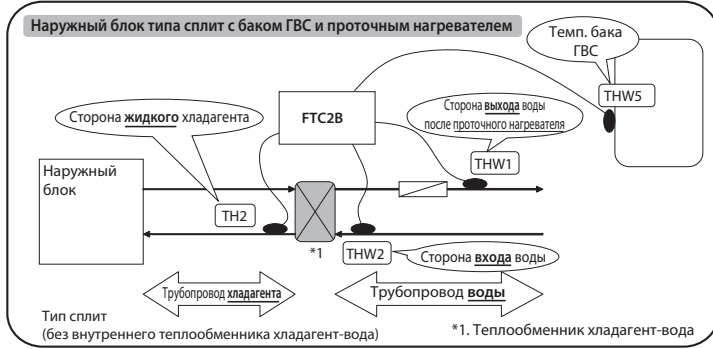 Наружный блок типа сплит с баком ГВС и проточным нагревателем
Темп. бака
ГВС
THW5
Сторона жидкого хладагента
FTC2B
Сторона выхода воды
после проточного нагревателя
THW1
Наружный
блок
TH2
*1
THW2
Сторона входа воды
Трубопровод хладагента
Трубопровод воды
Тип сплит
(без внутреннего теплообменника хладагент-вода)
*1. Теплообменник хладагент-вода